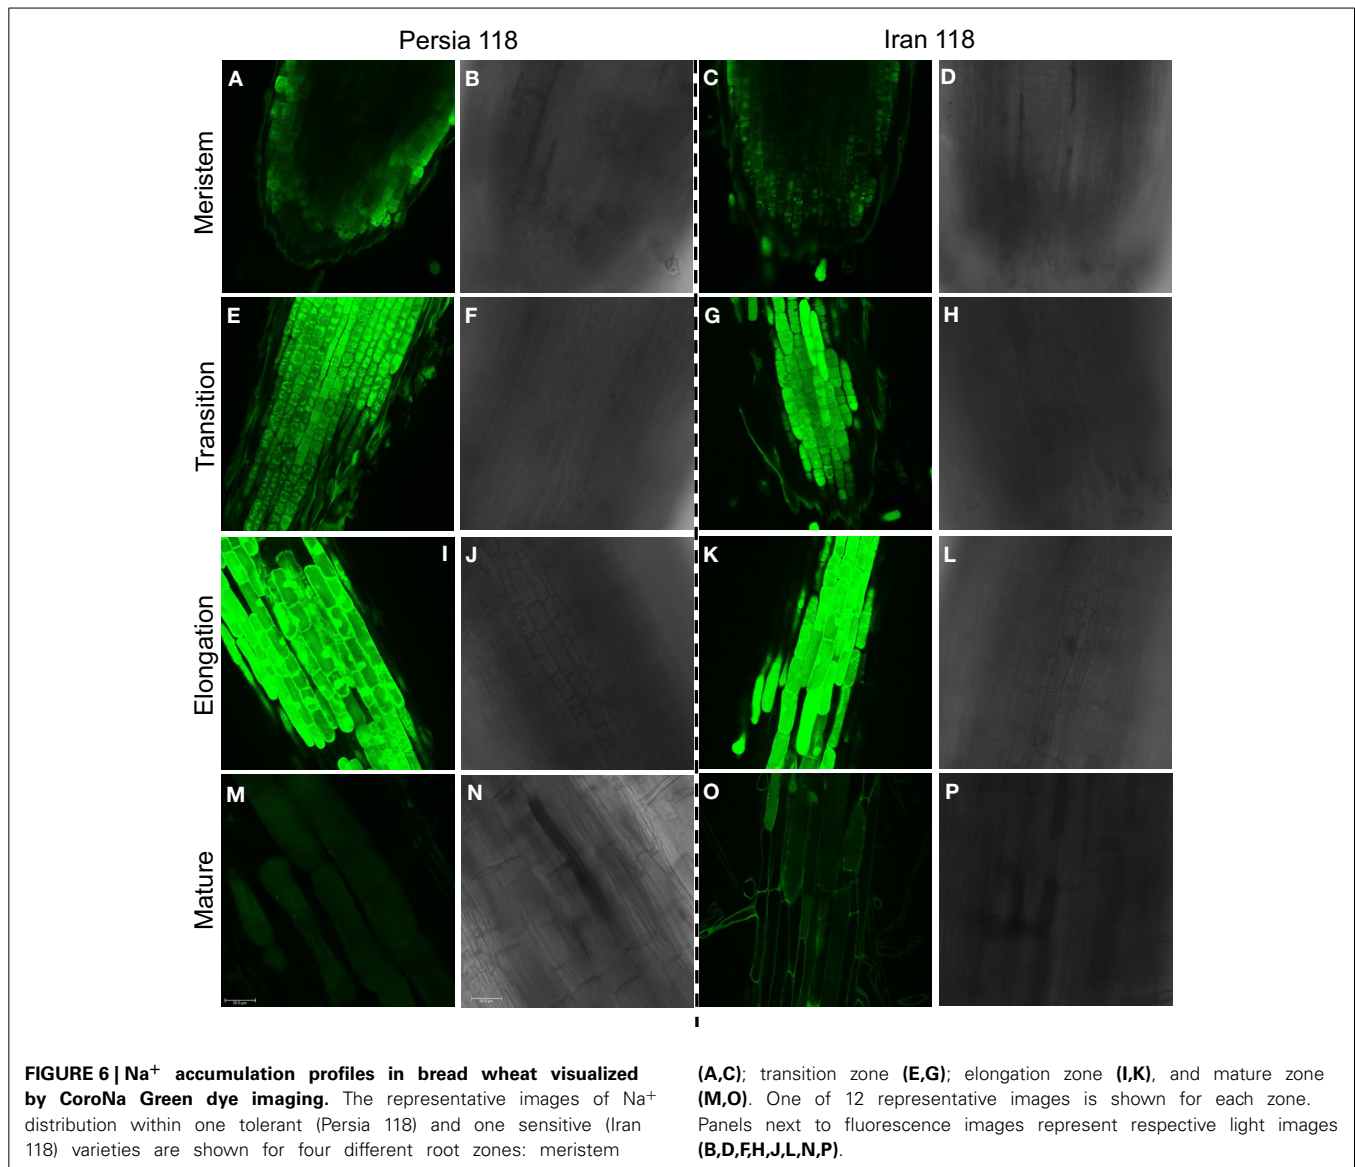 Persia 118
Iran 118
Meristem
A
B
C
D
Transition
E
F
G
H
Elongation
I
J
K
L
Mature
M
N
O
P
FIGURE 6 | Na+ accumulation profiles in bread wheat visualized
by CoroNa Green dye imaging. The representative images of Na+
distribution within one tolerant (Persia 118) and one sensitive (Iran
118) varieties are shown for four different root zones: meristem
(A,C); transition zone (E,G); elongation zone (I,K), and mature zone
(M,O). One of 12 representative images is shown for each zone.
Panels next to fluorescence images represent respective light images
(B,D,F,H,J,L,N,P).